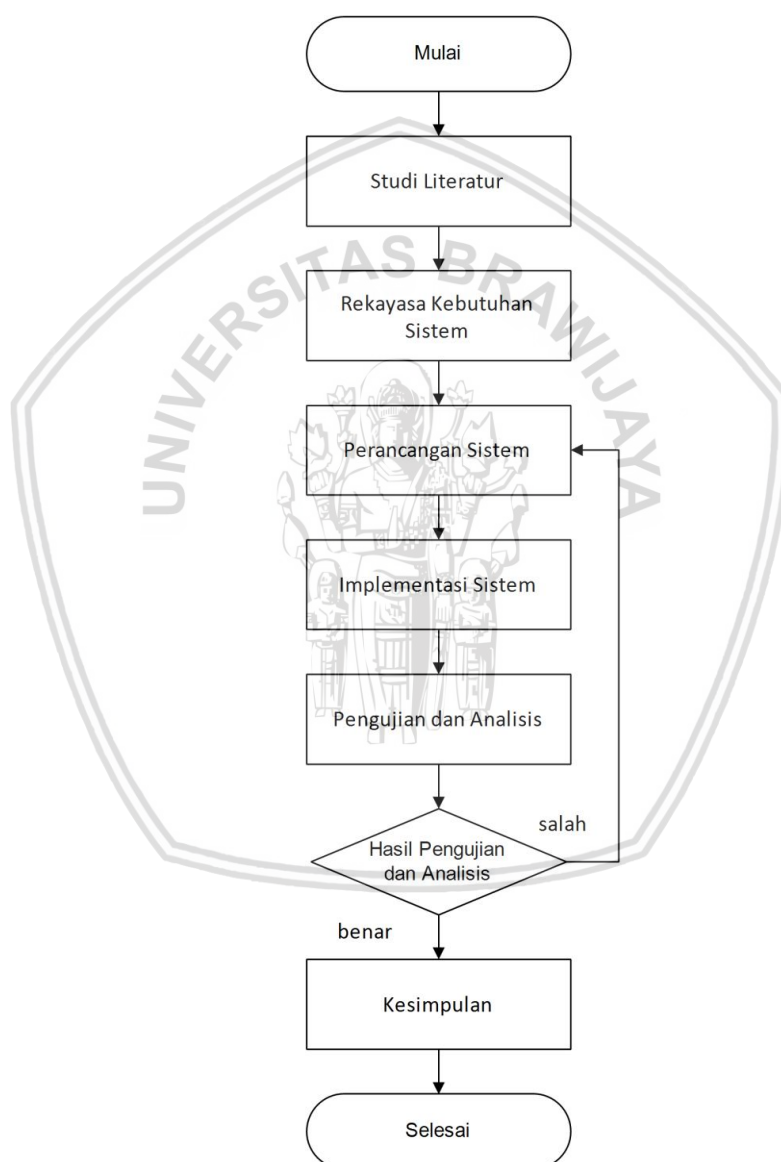 Mulai
Studi Literatur
UNIVERSITAS BRAWIJAYA
Rekayasa Kebutuhan
Sistem
Perancangan Sistem
Implementasi Sistem
Pengujian dan Analisis
salah
Hasil Pengujian
dan Analisis
benar
Kesimpulan
Selesai